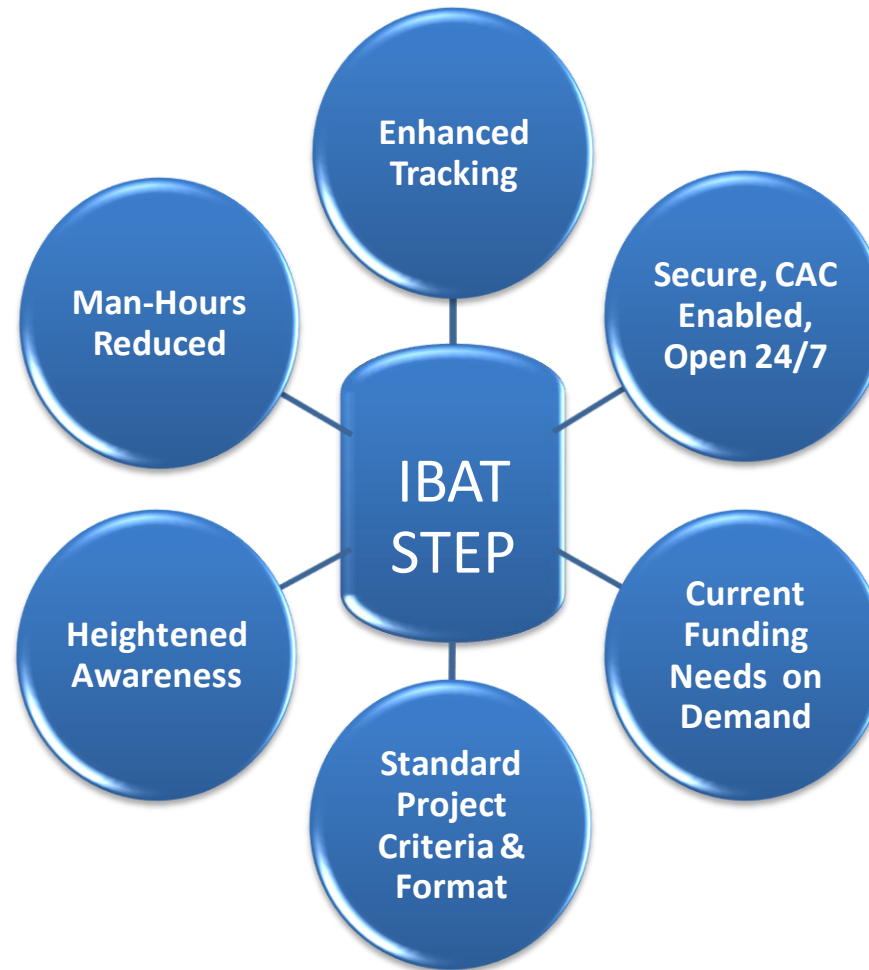 Enhanced
Tracking
Secure, CAC
Enabled,
Open 24/7
Man-Hours
Reduced
IBAT
STEP
Current
Funding
Needs on
Demand
Heightened
Awareness
Standard
Project
Criteria &
Format